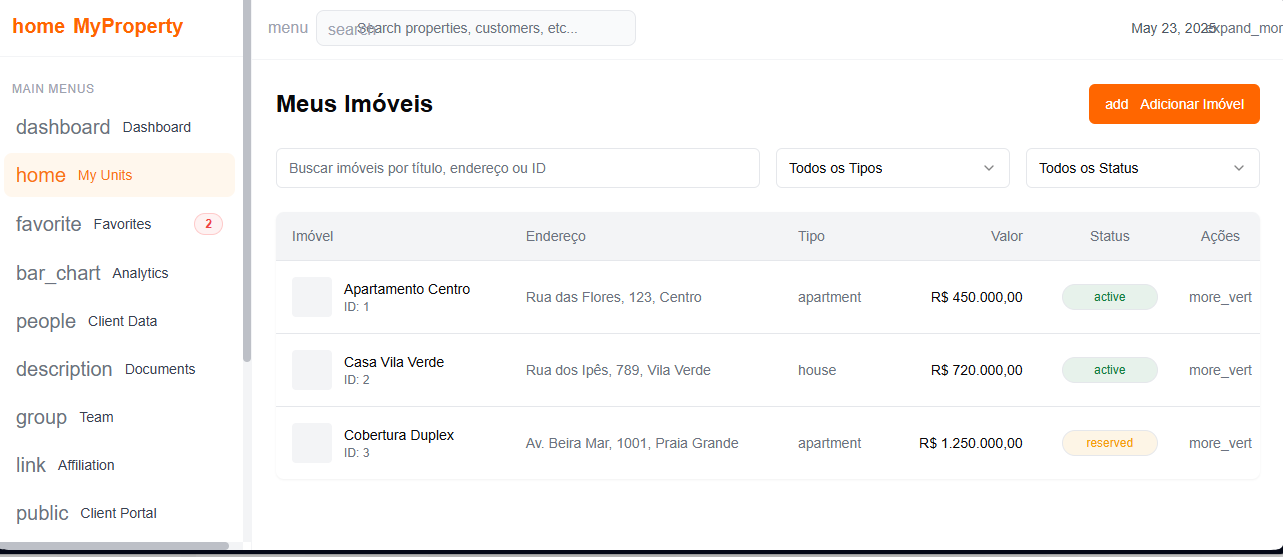 home MyProperty
menu
search Search properties, customers, etc...
May 23, 2025 expand_mor
MAIN MENUS
dashboard Dashboard
home My Units
favorite Favorites 2
bar_chart Analytics
people Client Data
description Documents
group Team
link Affiliation
public Client Portal
Meus Imóveis
add Adicionar Imóvel
Buscar imóveis por título, endereço ou ID
Todos os Tipos
Todos os Status
Imóvel Endereço Tipo Valor Status Ações
Apartamento Centro
ID: 1
Rua das Flores, 123, Centro apartment R$ 450.000,00 active more_vert
Casa Vila Verde
ID: 2
Rua dos Ipês, 789, Vila Verde house R$ 720.000,00 active more_vert
Cobertura Duplex
ID: 3
Av. Beira Mar, 1001, Praia Grande apartment R$ 1.250.000,00 reserved more_vert